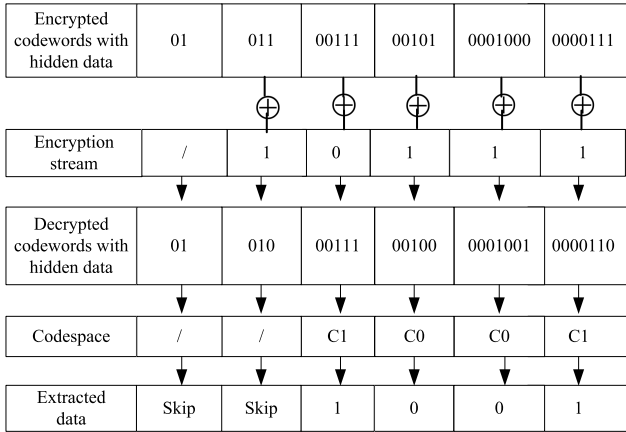 Encrypted
codewords with
hidden data
01 011 00111 00101 0001000 0000111
Encryption
stream
/ 1 0 1 1 1
Decrypted
codewords with
hidden data
01 010 00111 00100 0001001 0000110
Codespace / / C1 C0 C0 C1
Extracted
data
Skip Skip 1 0 0 1